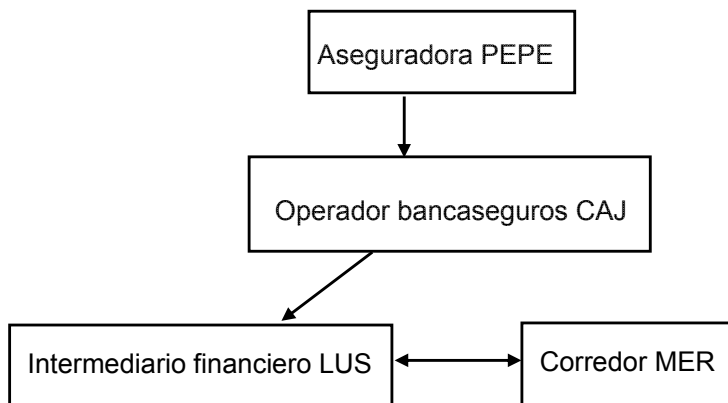 Aseguradora PEPE
Operador bancaseguros CAJ
Intermediario financiero LUS
Corredor MER